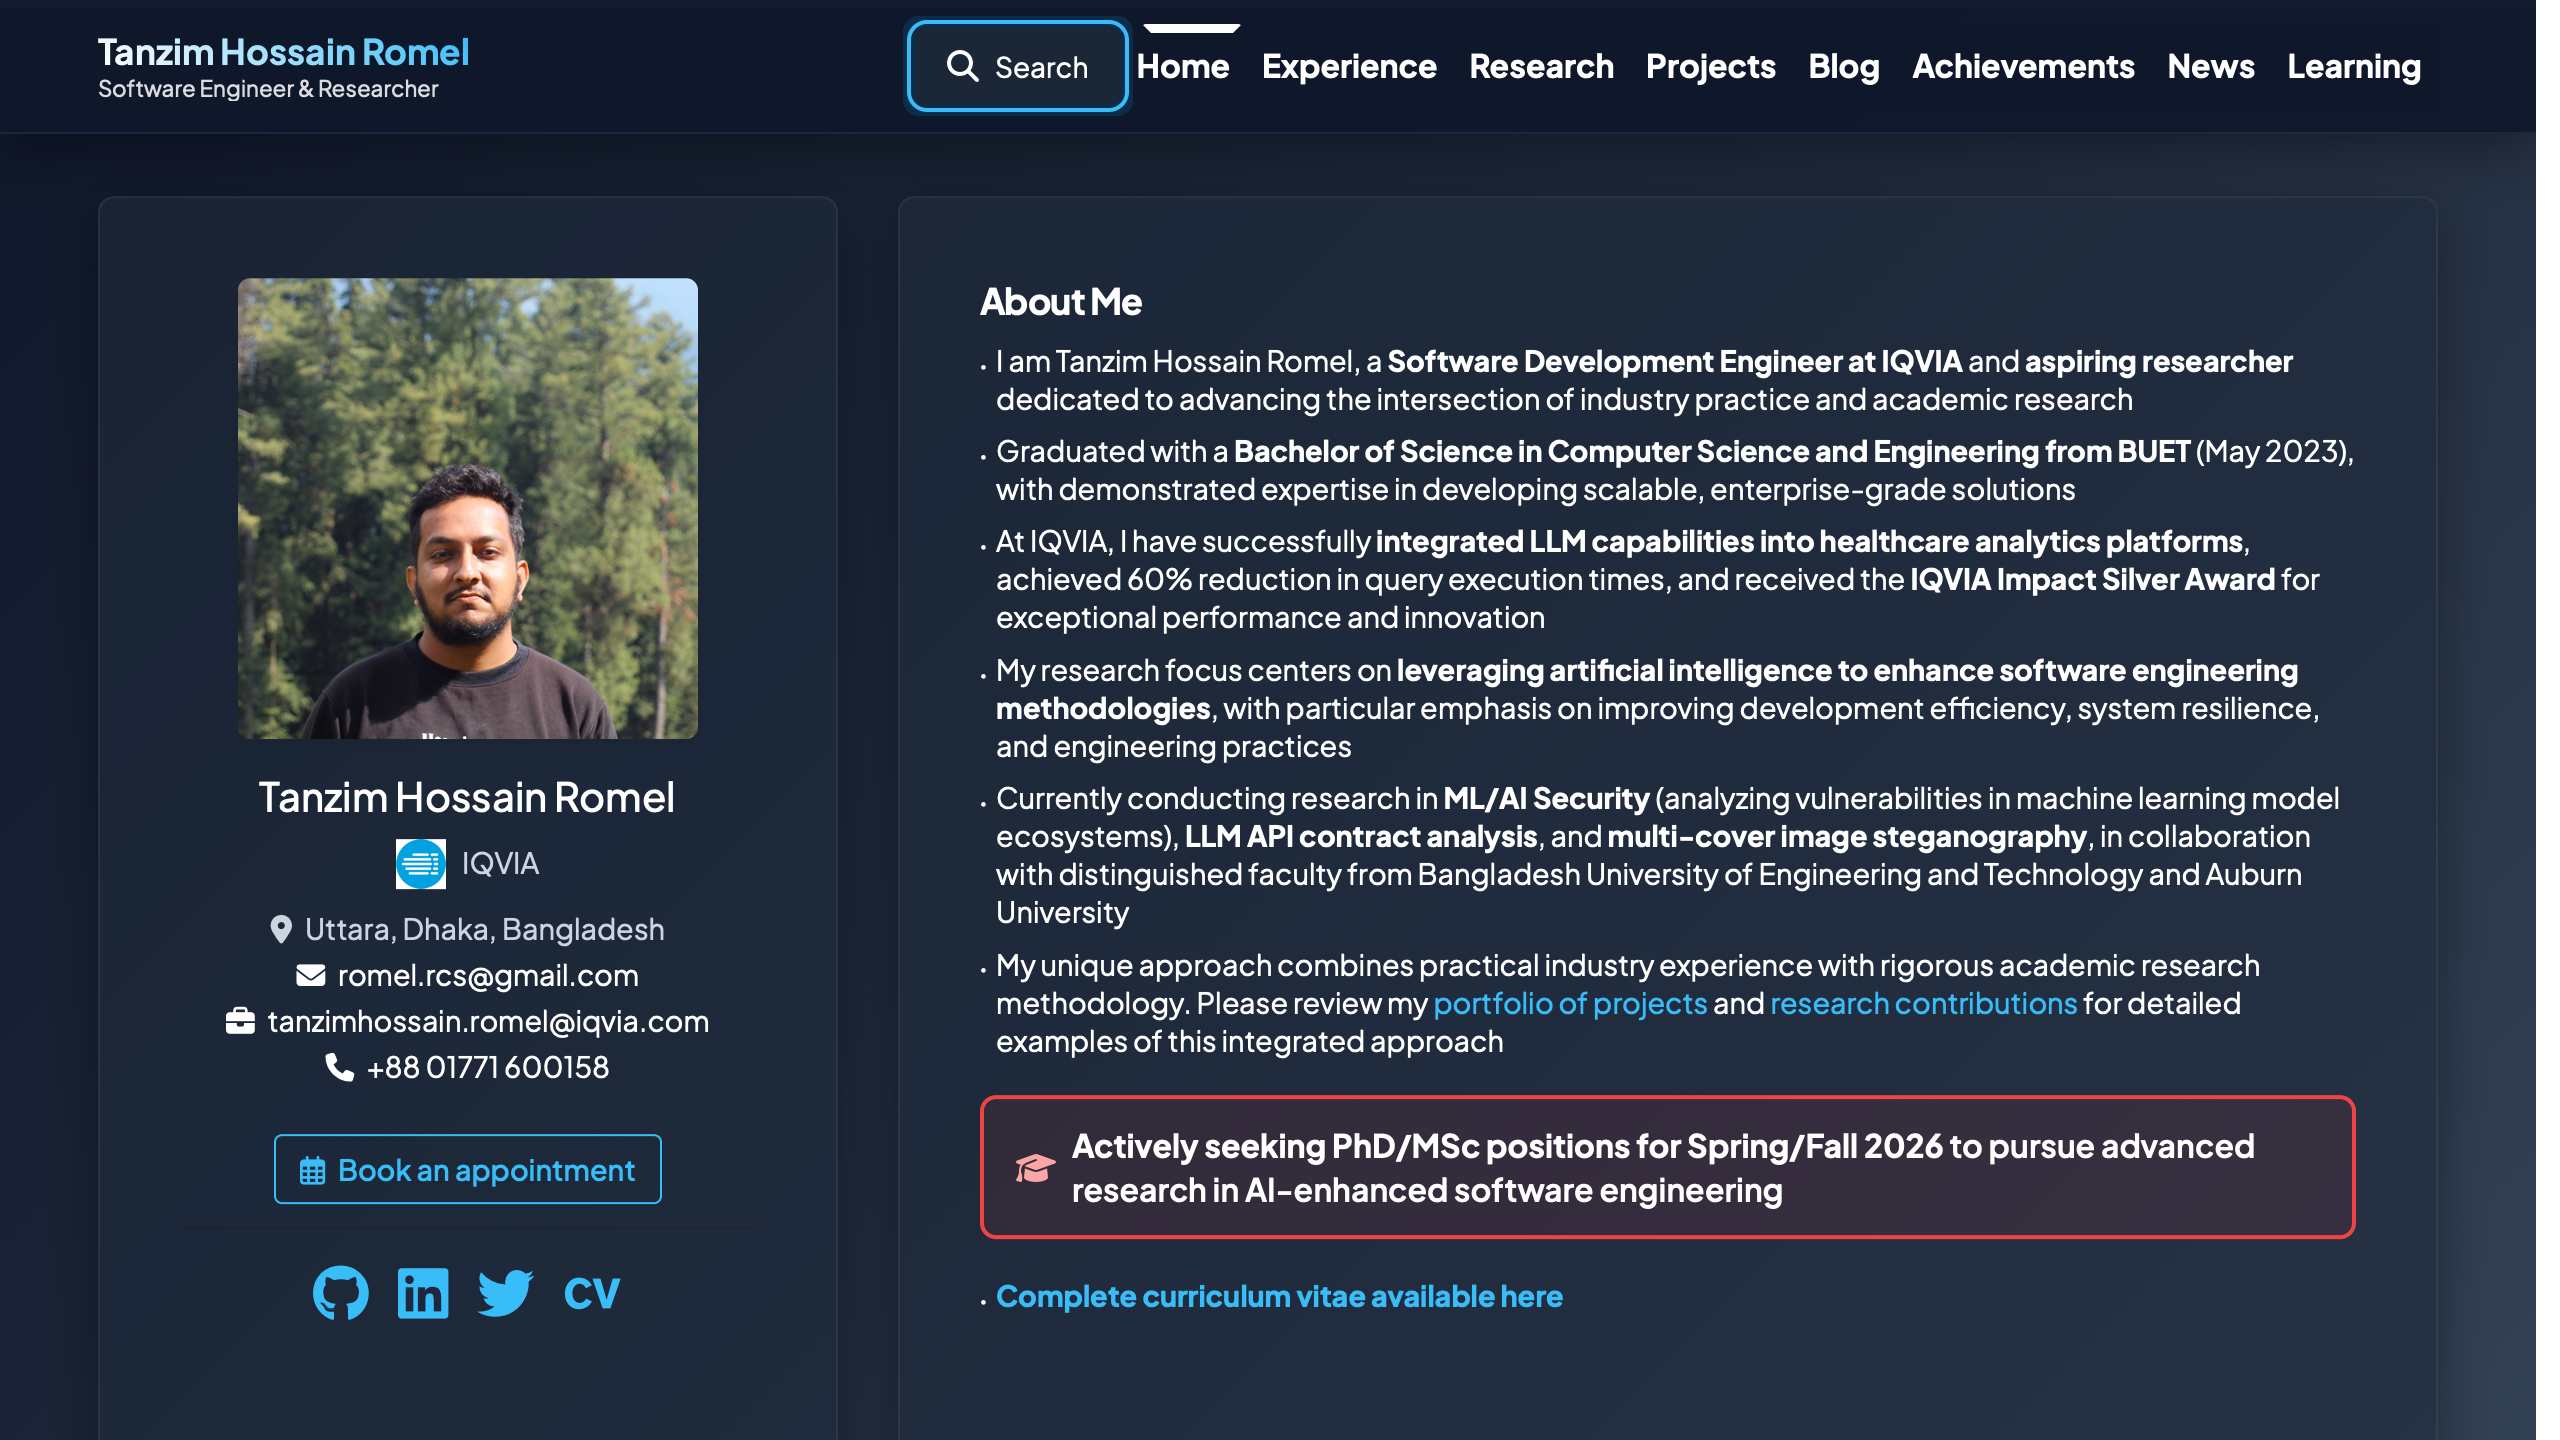 Tanzim Hossain Romel
Software Engineer & Researcher
Search
Home Experience Research Projects Blog Achievements News Learning
Tanzim Hossain Romel
IQVIA
Uttara, Dhaka, Bangladesh
romel.rcs@gmail.com
tanzimhossain.romel@iqvia.com
+88 01771 600158
Book an appointment
in
CV
About Me
• I am Tanzim Hossain Romel, a Software Development Engineer at IQVIA and aspiring researcher
dedicated to advancing the intersection of industry practice and academic research
• Graduated with a Bachelor of Science in Computer Science and Engineering from BUET (May 2023),
with demonstrated expertise in developing scalable, enterprise-grade solutions
• At IQVIA, I have successfully integrated LLM capabilities into healthcare analytics platforms,
achieved 60% reduction in query execution times, and received the IQVIA Impact Silver Award for
exceptional performance and innovation
• My research focus centers on leveraging artificial intelligence to enhance software engineering
methodologies, with particular emphasis on improving development efficiency, system resilience,
and engineering practices
• Currently conducting research in ML/AI Security (analyzing vulnerabilities in machine learning model
ecosystems), LLM API contract analysis, and multi-cover image steganography, in collaboration
with distinguished faculty from Bangladesh University of Engineering and Technology and Auburn
University
• My unique approach combines practical industry experience with rigorous academic research
methodology. Please review my portfolio of projects and research contributions for detailed
examples of this integrated approach
Actively seeking PhD/MSc positions for Spring/Fall 2026 to pursue advanced
research in AI-enhanced software engineering
• Complete curriculum vitae available here